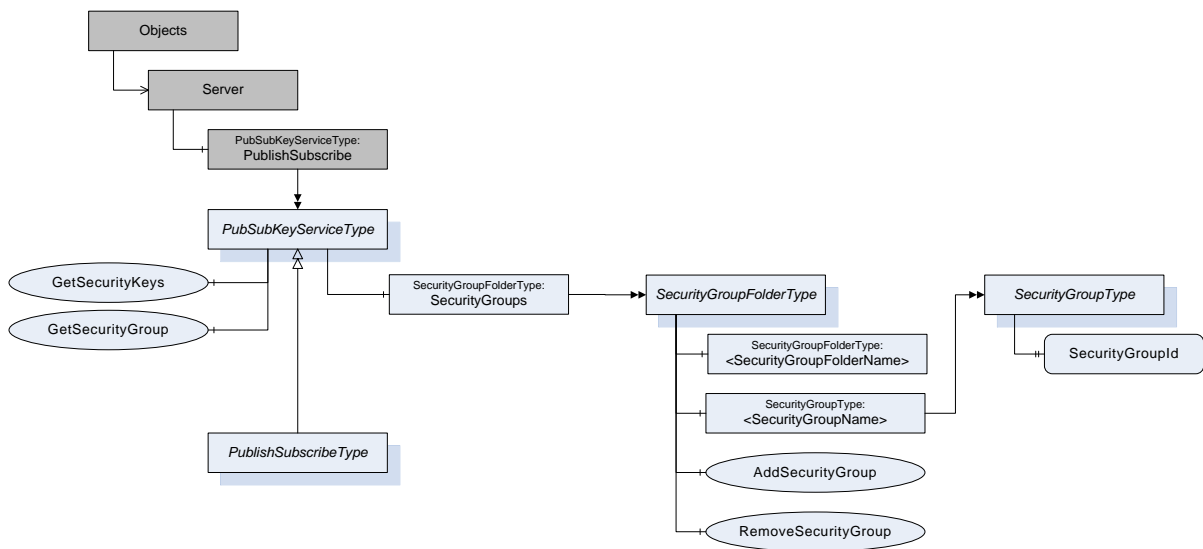 Objects
Server
PubSubKeyServiceType:
PublishSubscribe
PubSubKeyServiceType
GetSecurityKeys
GetSecurityGroup
SecurityGroupFolderType:
SecurityGroups
SecurityGroupFolderType
SecurityGroupType
SecurityGroupFolderType:
<SecurityGroupFolderName>
SecurityGroupId
SecurityGroupType:
<SecurityGroupName>
PublishSubscribeType
AddSecurityGroup
RemoveSecurityGroup